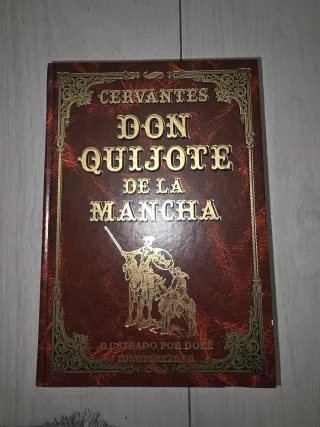 CERVANTES
DON
QUIJOTE
DE LA
MANCHA
ILUSTRADO POR DORÉ